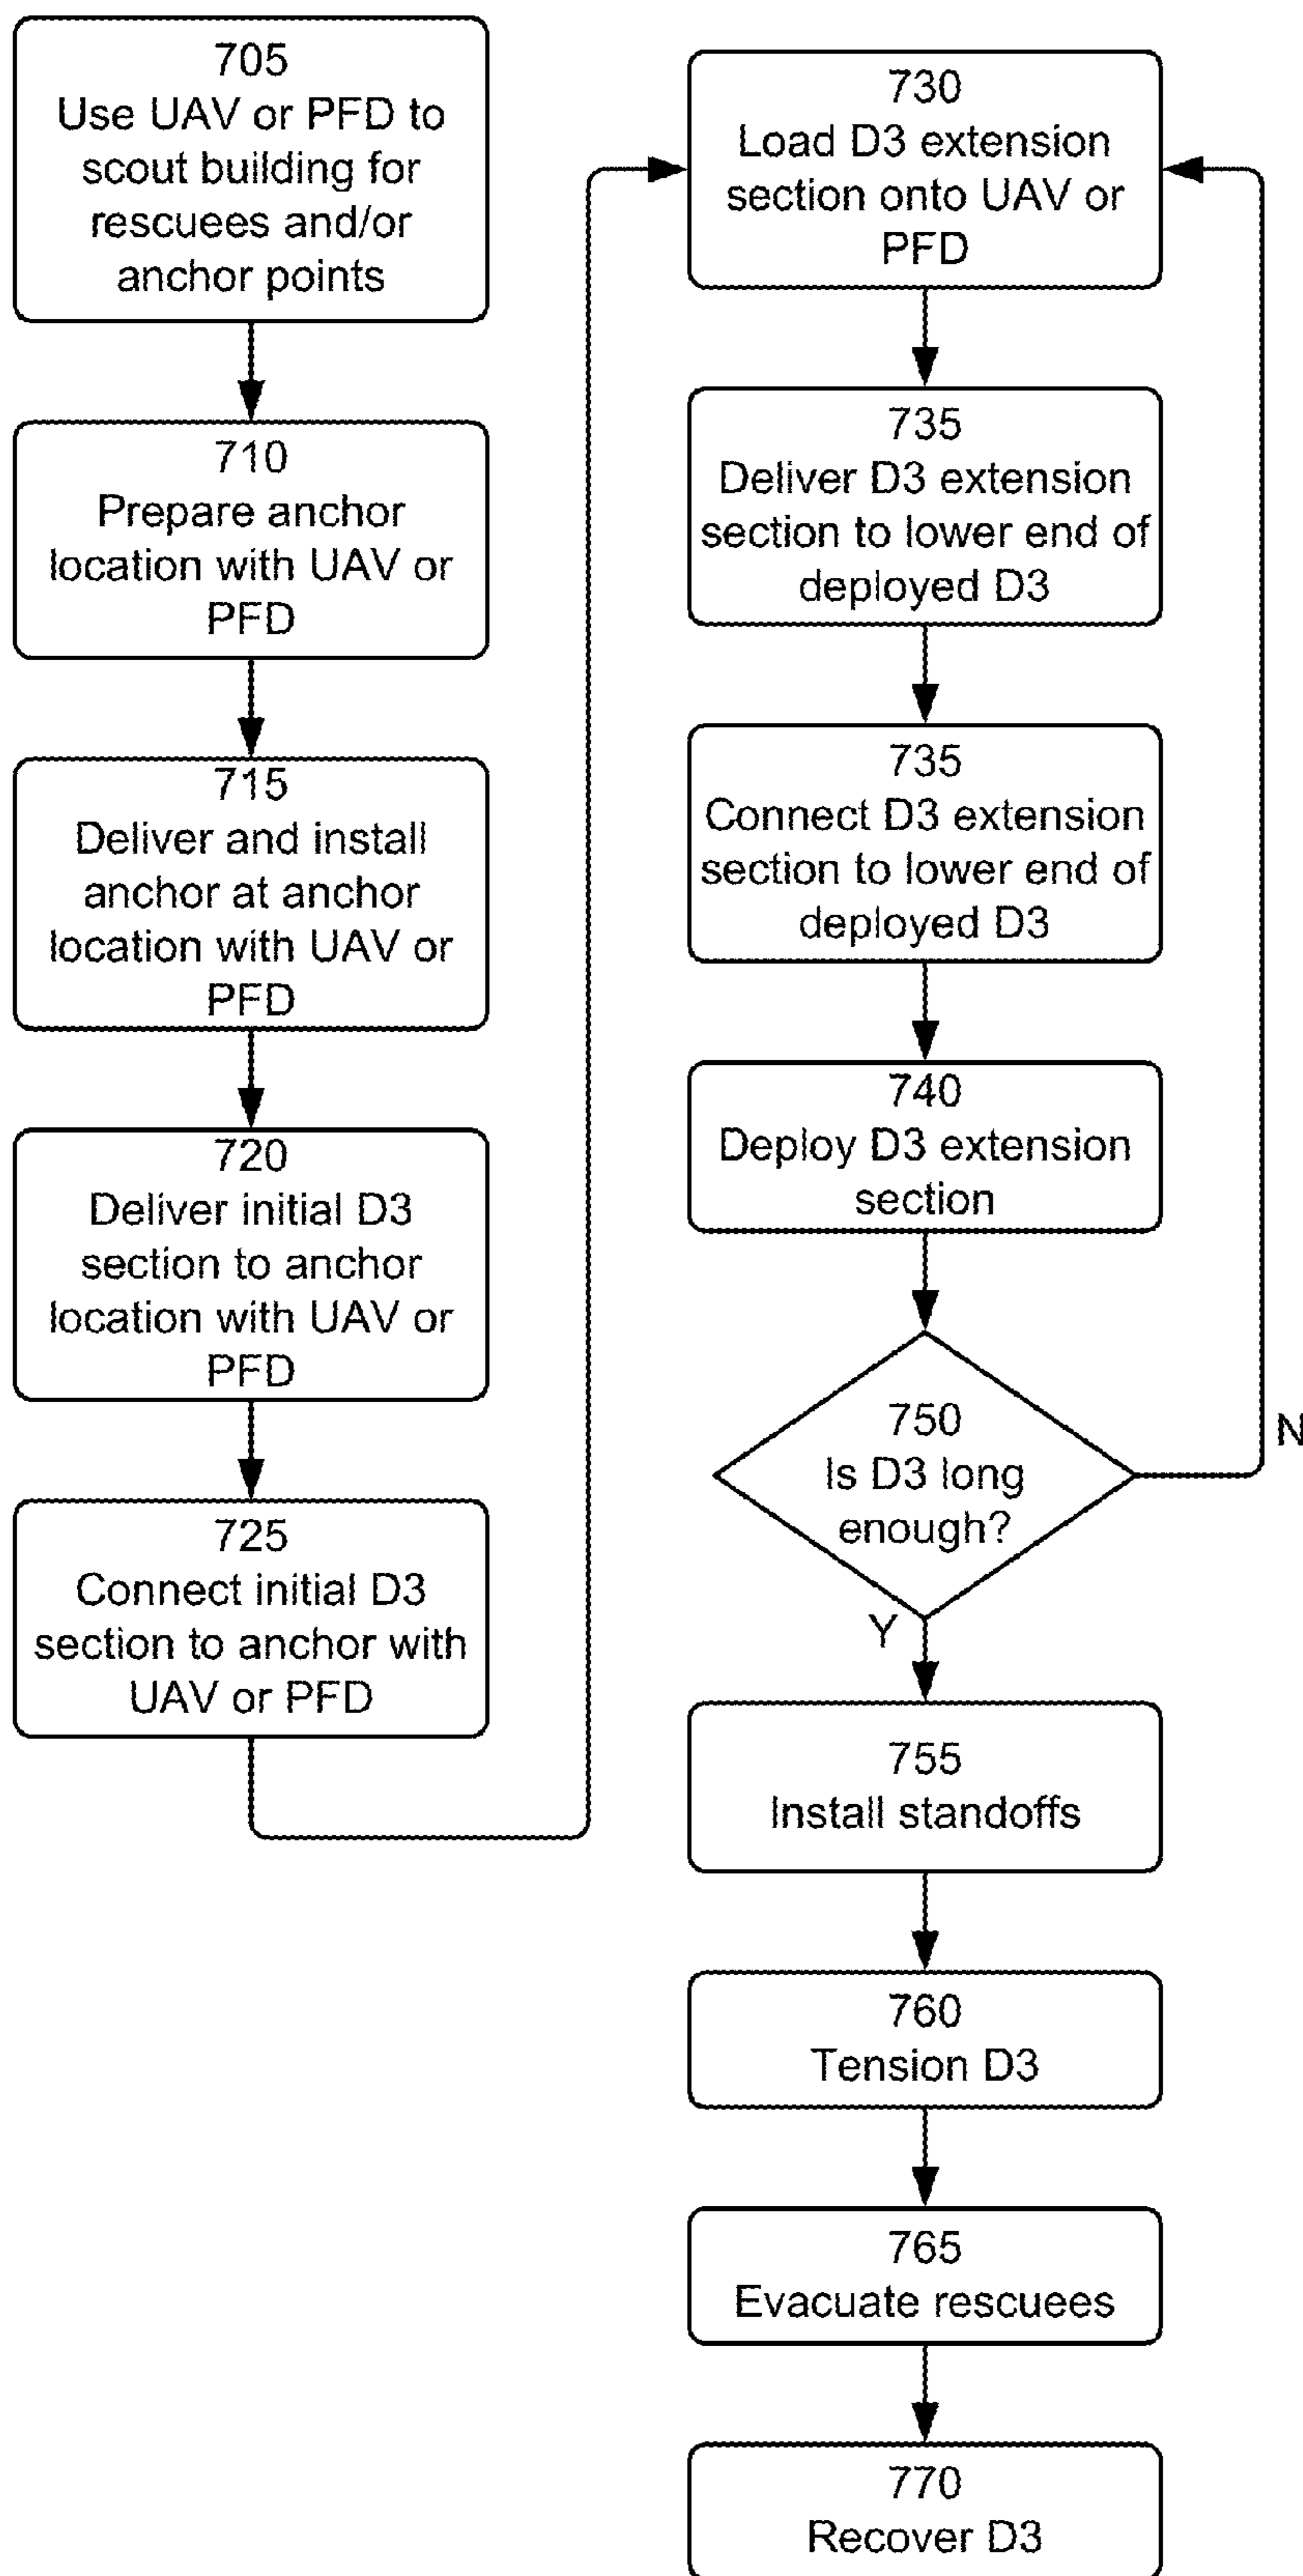 705
Use UAV or PFD to
scout building for
rescuees and/or
anchor points
710
Prepare anchor
location with UAV or
PFD
715
Deliver and install
anchor at anchor
location with UAV or
PFD
720
Deliver initial D3
section to anchor
location with UAV or
PFD
725
Connect initial D3
section to anchor with
UAV or PFD
730
Load D3 extension
section onto UAV or
PFD
735
Deliver D3 extension
section to lower end of
deployed D3
735
Connect D3 extension
section to lower end of
deployed D3
740
Deploy D3 extension
section
750
Is D3 long
enough?
N
Y
755
Install standoffs
760
Tension D3
765
Evacuate rescuees
770
Recover D3